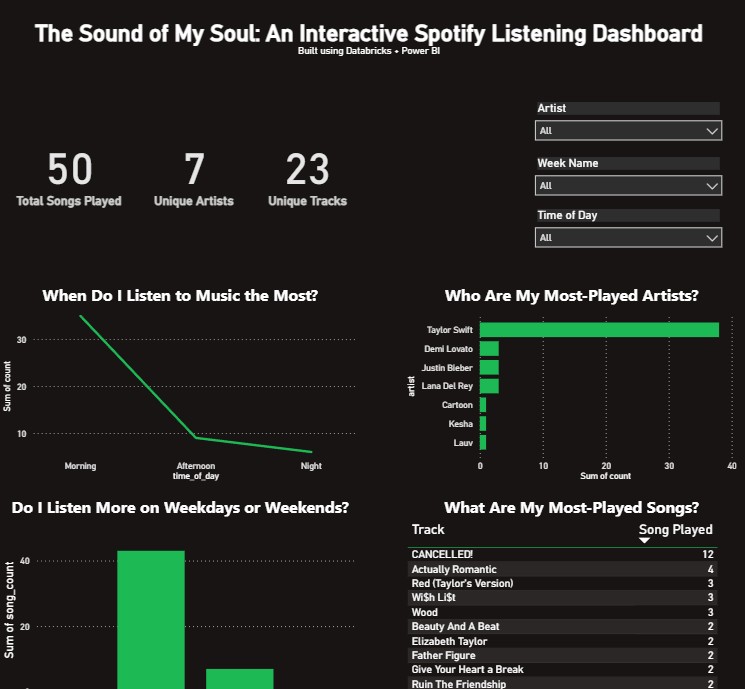 The Sound of My Soul: An Interactive Spotify Listening Dashboard
Built using Databricks + Power BI
Artist
All
Week Name
All
Time of Day
All
50
Total Songs Played
7
Unique Artists
23
Unique Tracks
When Do I Listen to Music the Most?
Sum of count
30
20
10
Morning
Afternoon
Night
time_of_day
Who Are My Most-Played Artists?
artist
Taylor Swift
Demi Lovato
Justin Bieber
Lana Del Rey
Cartoon
Kesha
Lauv
0
10
20
30
40
Sum of count
Do I Listen More on Weekdays or Weekends?
Sum of song_count
40
20
What Are My Most-Played Songs?
Track Song Played
CANCELLED! 12
Actually Romantic 4
Red (Taylor's Version) 3
Wi$h Li$t 3
Wood 3
Beauty And A Beat 2
Elizabeth Taylor 2
Father Figure 2
Give Your Heart a Break 2
Ruin The Friendship 2